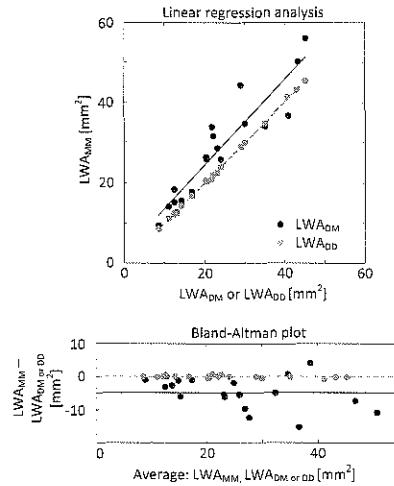 Linear regression analysis
60
40
20
0
LWA_MM [mm²]
LWA_DM
LWA_DD
0 20 40 60
LWA_DM or LWA_DD [mm²]
Bland-Altman plot
10
0
-10
LWA_MM –
LWA_DM or DD
[mm²]
0 20 40
Average: LWA_MM, LWA_DM or DD [mm²]